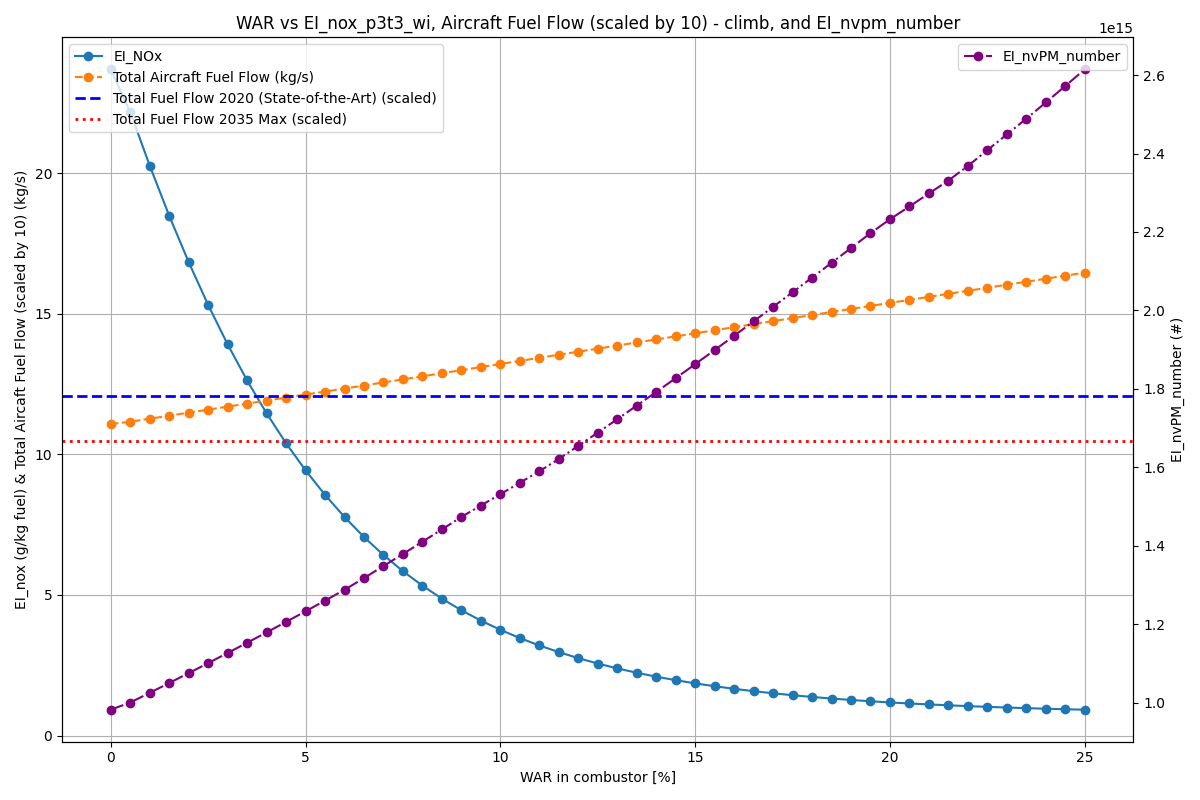 WAR vs EI_nox_p3t3_wi, Aircraft Fuel Flow (scaled by 10) - climb, and EI_nvpm_number
1e15
EI_NOx
Total Aircraft Fuel Flow (kg/s)
Total Fuel Flow 2020 (State-of-the-Art) (scaled)
Total Fuel Flow 2035 Max (scaled)
EI_nvPM_number
EI_nox (g/kg fuel) & Total Aircaft Fuel Flow (scaled by 10) (kg/s)
20
15
10
5
0
2.6
2.4
2.2
2.0
1.8
1.6
1.4
1.2
1.0
EI_nvPM_number (#)
0 5 10 15 20 25
WAR in combustor [%]